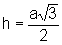 h = a√3/2